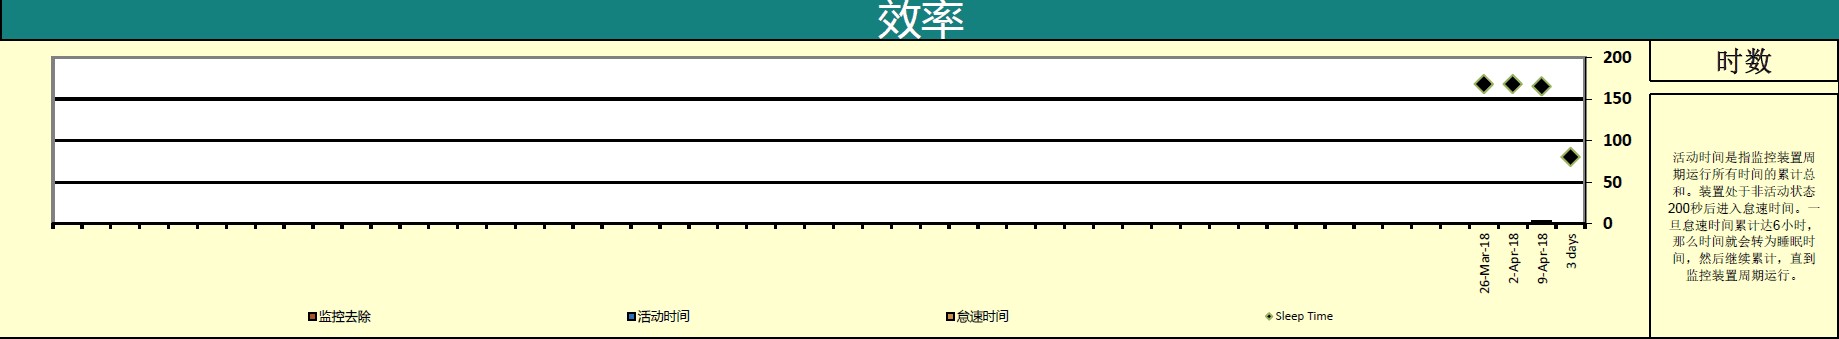 效率
200
150
100
50
0
26-Mar-18
2-Apr-18
9-Apr-18
3 days
监控去除
活动时间
怠速时间
Sleep Time
时数
活动时间是指监控装置周
期运行所有时间的累计总
和。装置处于非活动状态
200秒后进入怠速时间。一
旦怠速时间累计达6小时，
那么时间就会转为睡眠时
间，然后继续累计，直到
监控装置周期运行。